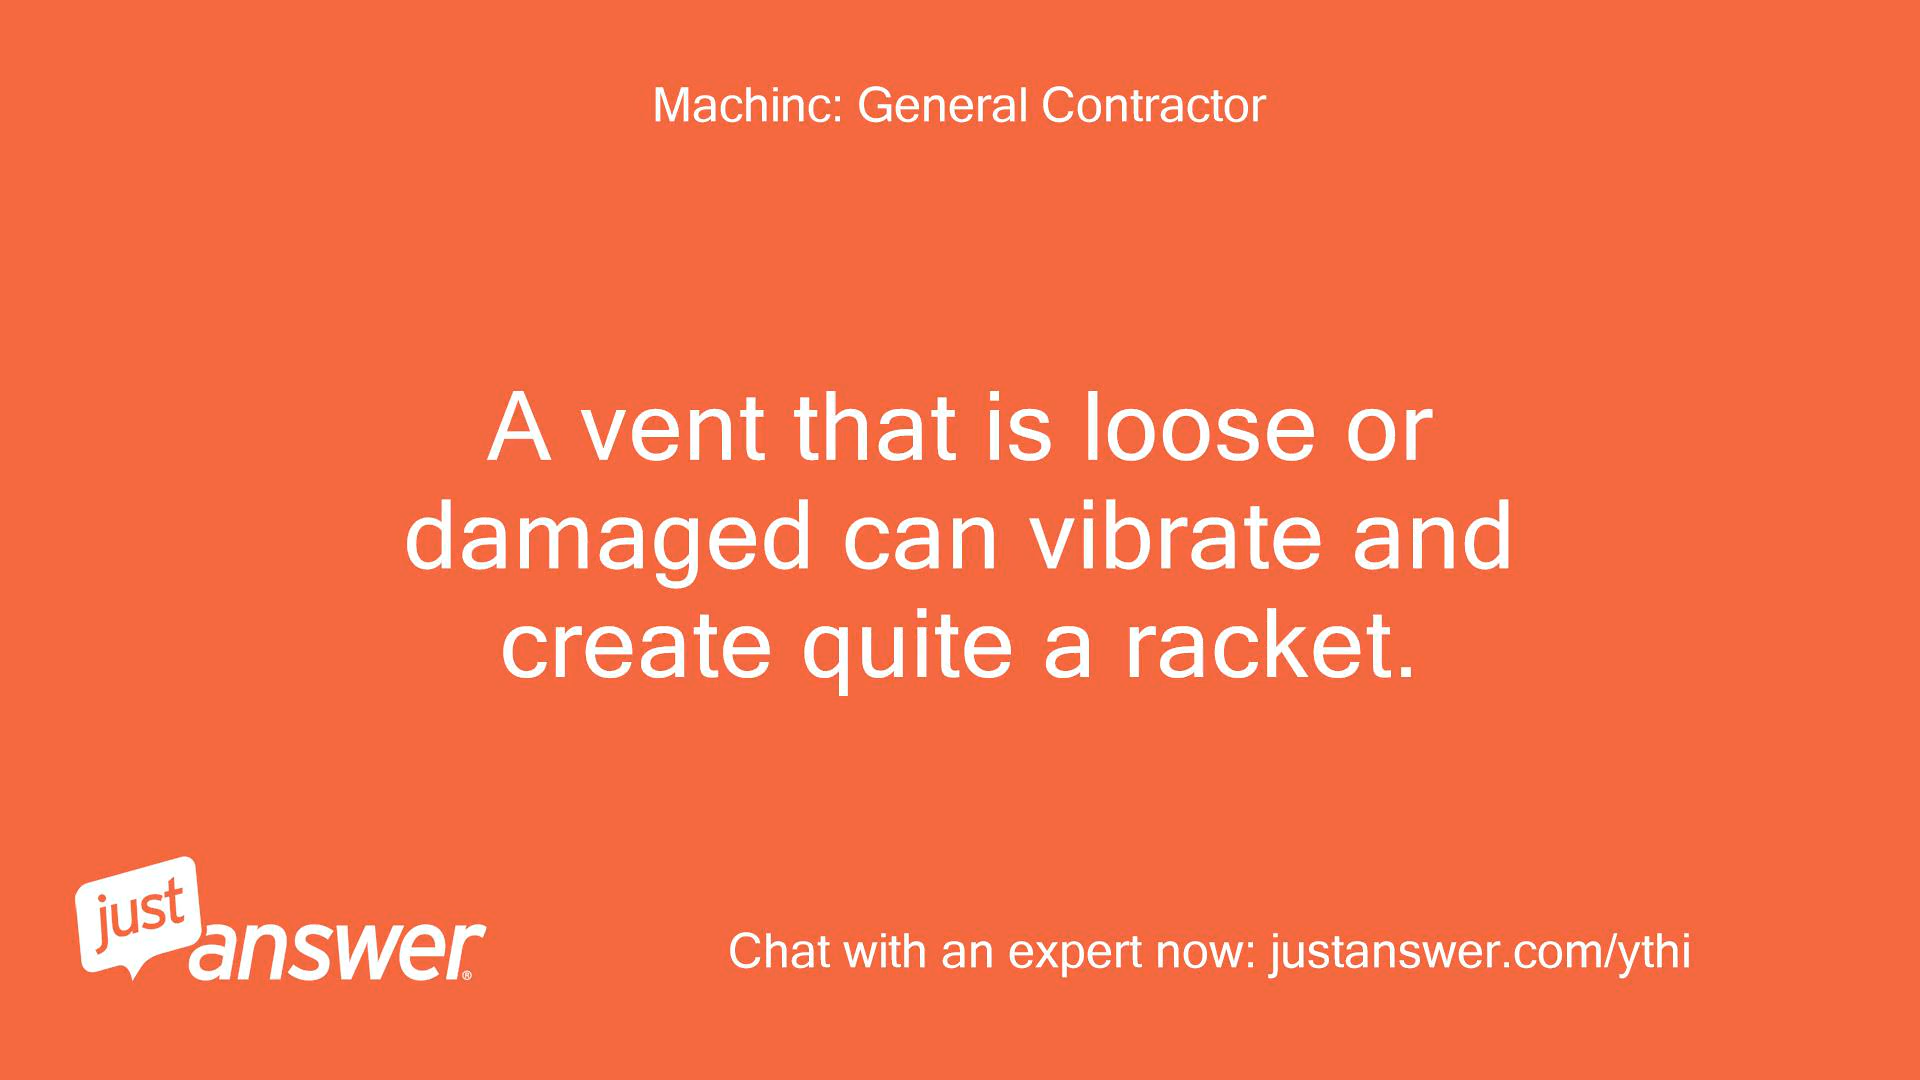 Machinc: General Contractor
A vent that is loose or
damaged can vibrate and
create quite a racket.
just
answer®
Chat with an expert now: justanswer.com/ythi